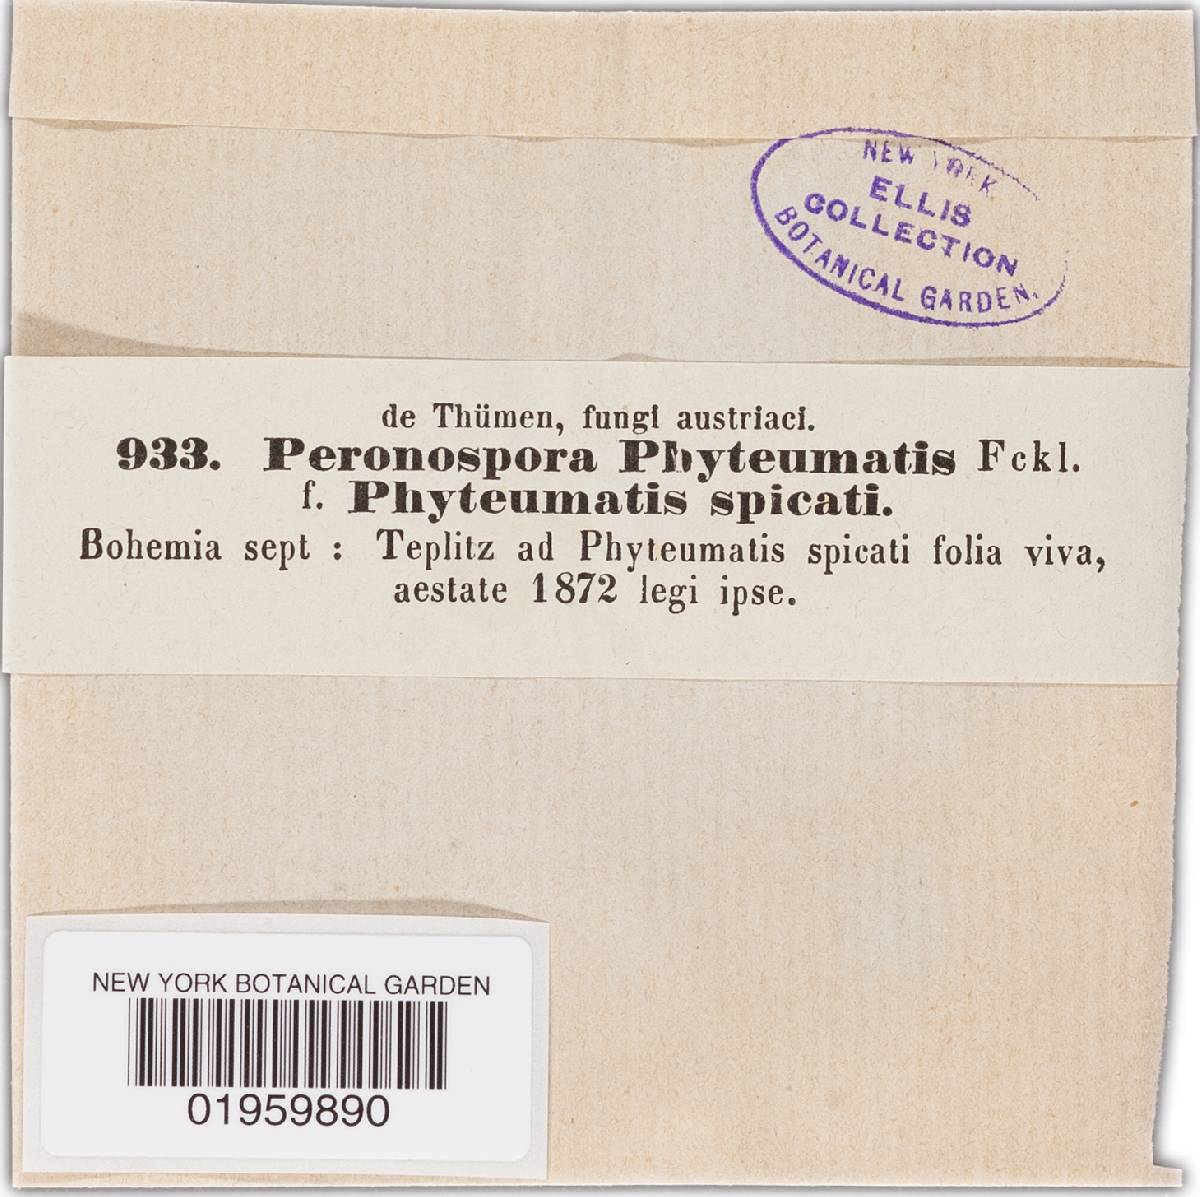 NEW YORK
ELLIS
COLLECTION
BOTANICAL GARDEN.
de Thümen, fungi austriaci.
933. Peronospora Phyteumatis Fckl.
f. Phyteumatis spicati.
Bohemia sept : Teplitz ad Phyteumatis spicati folia viva,
aestate 1872 legi ipse.
NEW YORK BOTANICAL GARDEN
01959890